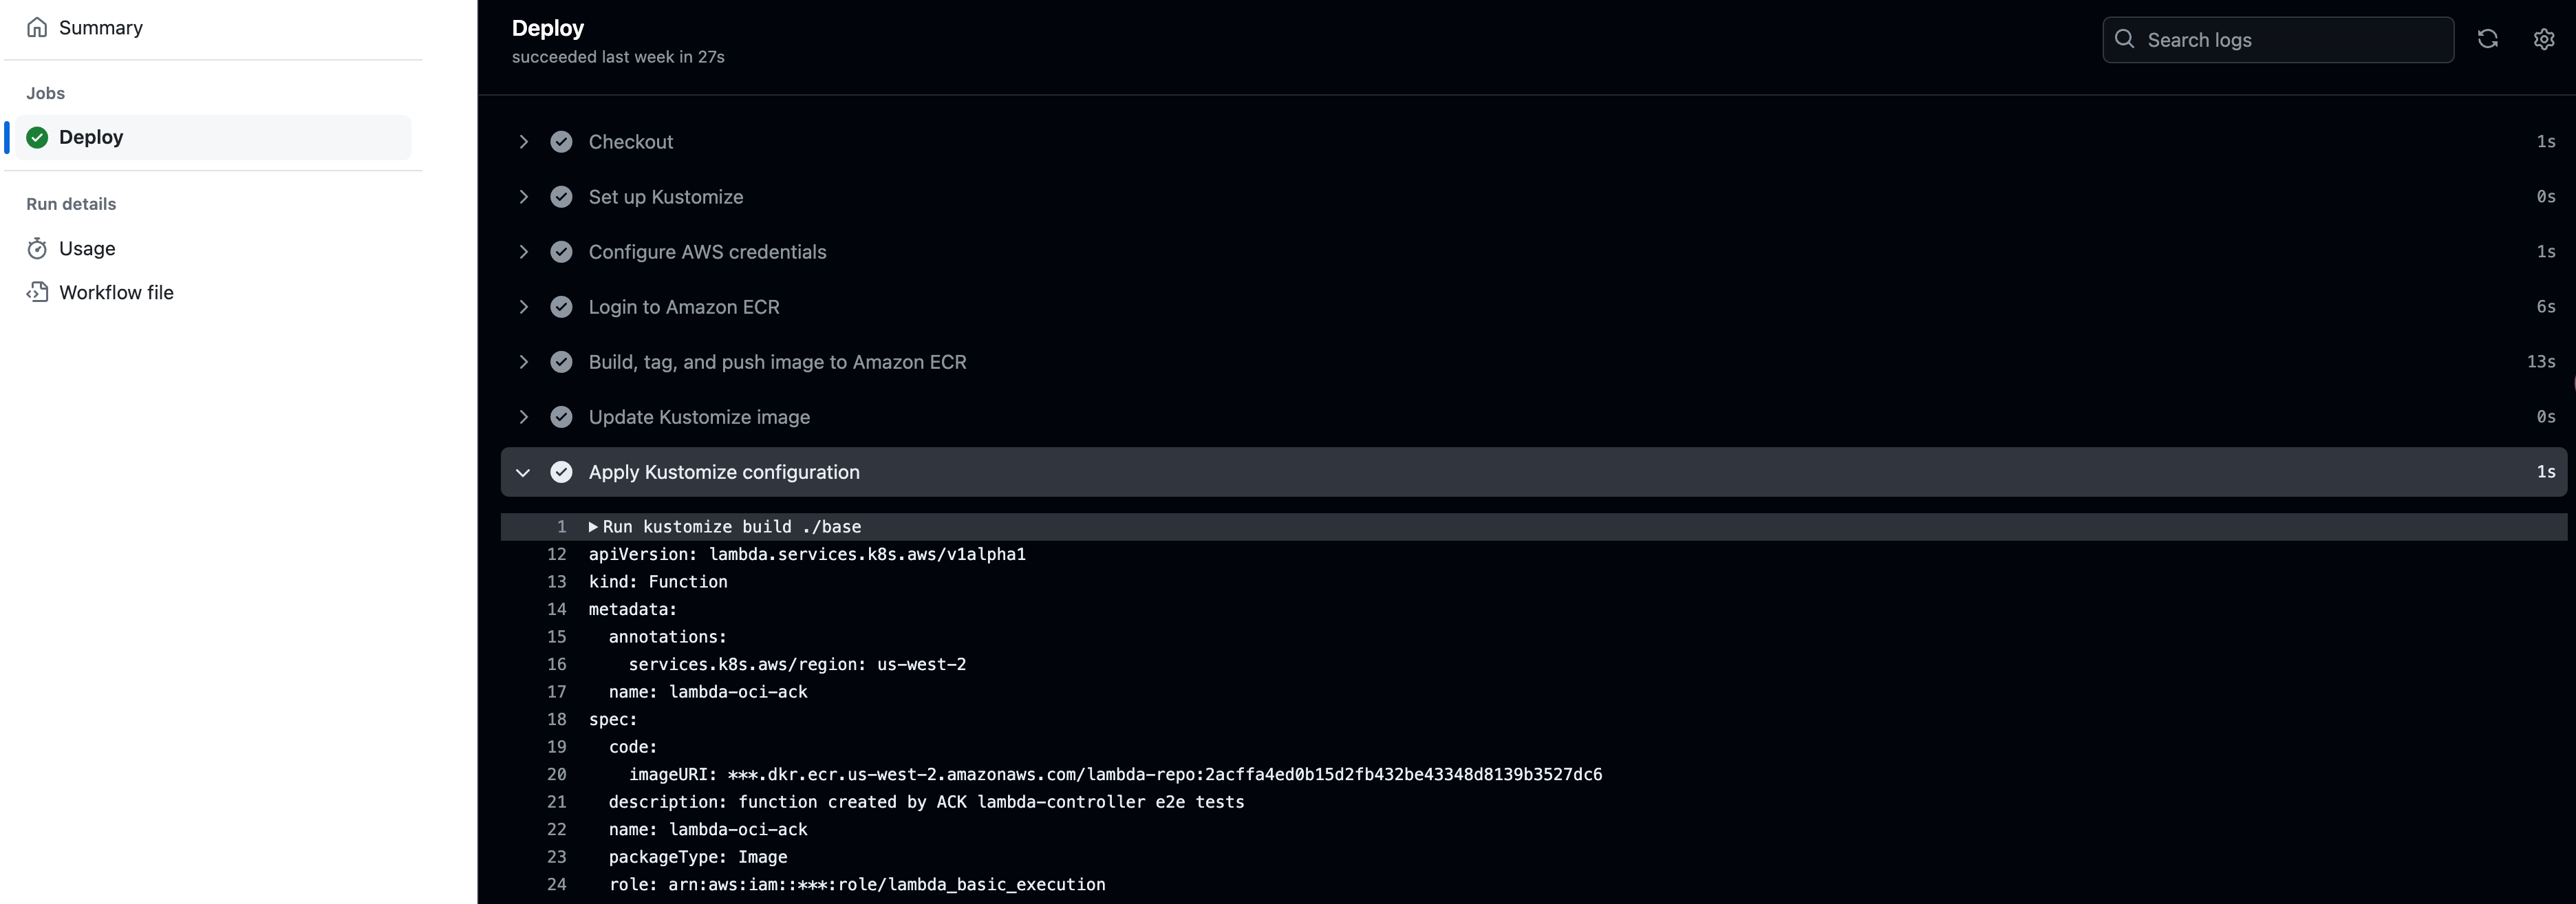 Summary
Jobs
Deploy
Run details
Usage
Workflow file
Deploy
succeeded last week in 27s
Search logs
Checkout 1s
Set up Kustomize 0s
Configure AWS credentials 1s
Login to Amazon ECR 6s
Build, tag, and push image to Amazon ECR 13s
Update Kustomize image 0s
Apply Kustomize configuration 1s
1 Run kustomize build ./base
12 apiVersion: lambda.services.k8s.aws/v1alpha1
13 kind: Function
14 metadata:
15 annotations:
16 services.k8s.aws/region: us-west-2
17 name: lambda-oci-ack
18 spec:
19 code:
20 imageURI: ***.dkr.ecr.us-west-2.amazonaws.com/lambda-repo:2acffa4ed0b15d2fb432be43348d8139b3527dc6
21 description: function created by ACK lambda-controller e2e tests
22 name: lambda-oci-ack
23 packageType: Image
24 role: arn:aws:iam::***:role/lambda_basic_execution